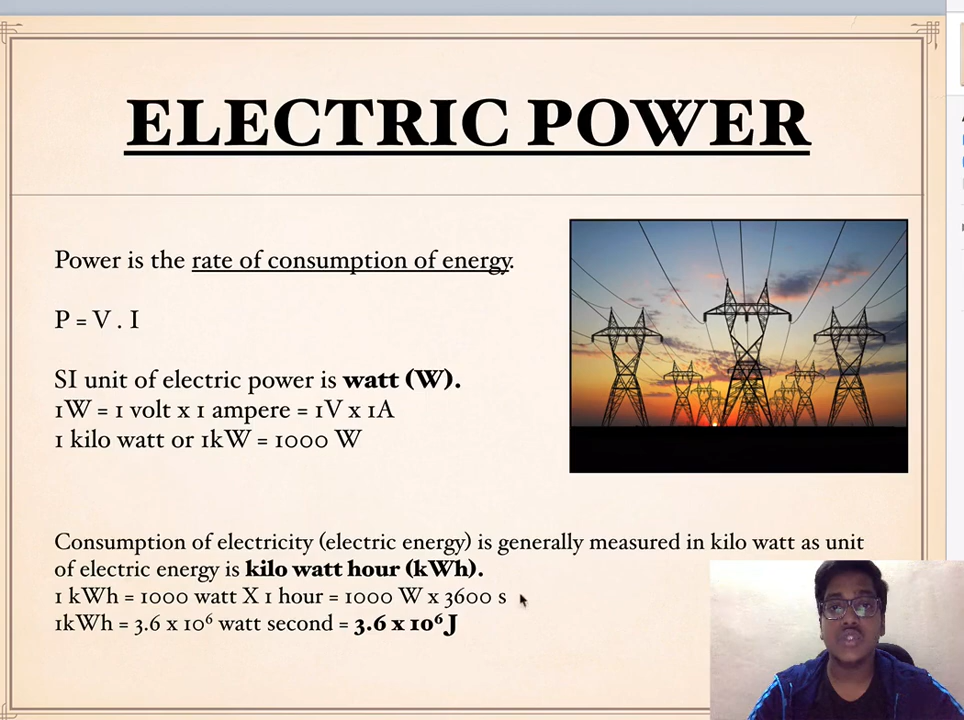 ELECTRIC POWER
Power is the rate of consumption of energy.
P = V . I
SI unit of electric power is watt (W).
1W = 1 volt x 1 ampere = 1V x 1A
1 kilo watt or 1kW = 1000 W
Consumption of electricity (electric energy) is generally measured in kilo watt as unit
of electric energy is kilo watt hour (kWh).
1 kWh = 1000 watt X 1 hour = 1000 W x 3600 s
1kWh = 3.6 x 10⁶ watt second = 3.6 x 10⁶ J